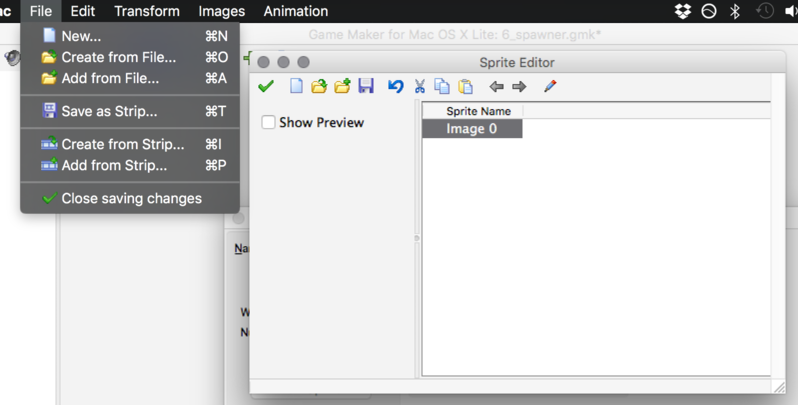 ac File Edit Transform Images Animation
Game Maker for Mac OS X Lite: 6_spawner.gmk*
New... ⌘N
Create from File... ⌘O
Add from File... ⌘A
Save as Strip... ⌘T
Create from Strip... ⌘I
Add from Strip... ⌘P
Close saving changes
Sprite Editor
Show Preview
Sprite Name
Image 0
Na
W
N